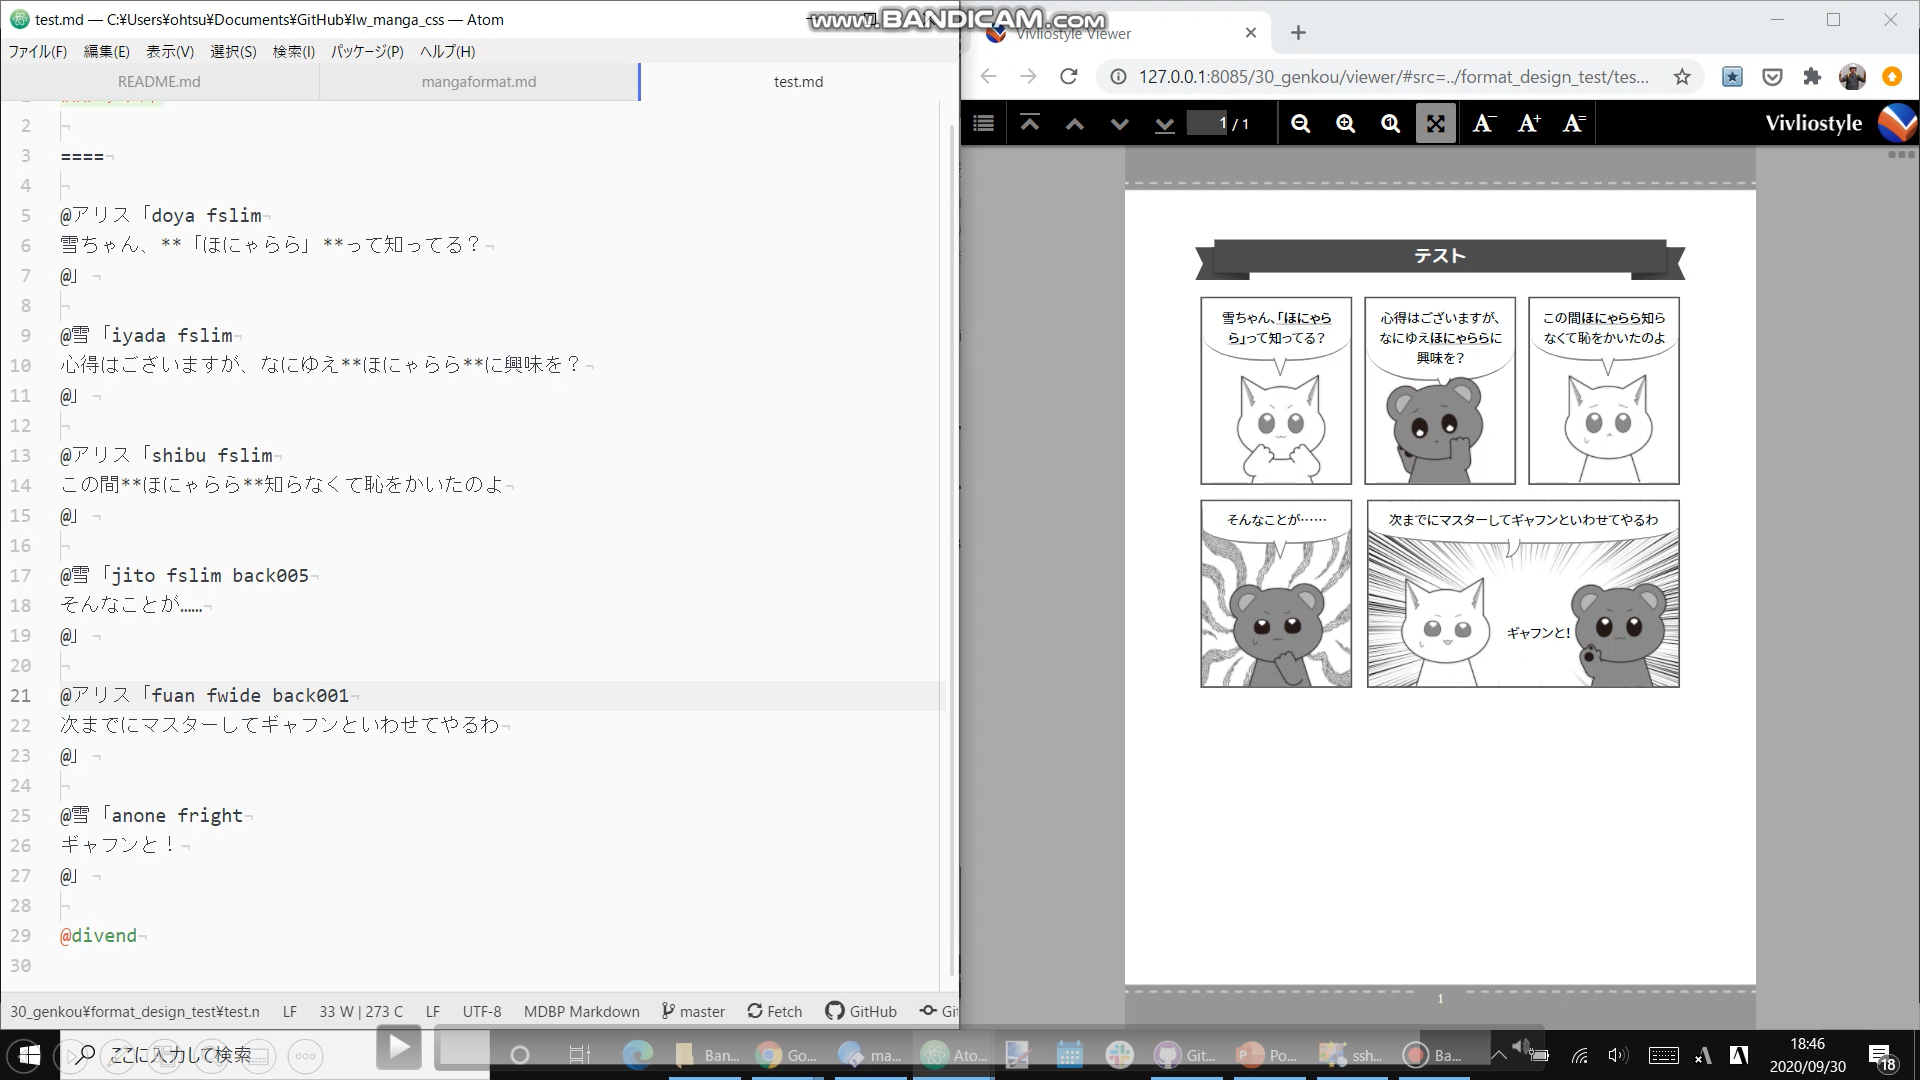 test.md — C:¥Users¥ohtsu¥Documents¥GitHub¥lw_manga_css — Atom
www.BANDICAM.com
ファイル(F) 編集(E) 表示(V) 選択(S) 検索(I) パッケージ(P) ヘルプ(H)
README.md
mangaformat.md
test.md
2
3 ====
4
5 @アリス「doya fslim
6 雪ちゃん、**「ほにゃらら」**って知ってる？
7 @」
8
9 @雪「iyada fslim
10 心得はございますが、なにゆえ**ほにゃらら**に興味を？
11 @」
12
13 @アリス「shibu fslim
14 この間**ほにゃらら**知らなくて恥をかいたのよ
15 @」
16
17 @雪「jito fslim back005
18 そんなことが……
19 @」
20
21 @アリス「fuan fwide back001
22 次までにマスターしてギャフンといわせてやるわ
23 @」
24
25 @雪「anone fright
26 ギャフンと！
27 @」
28
29 @divend
30
30_genkou¥format_design_test¥test.n LF 33 W | 273 C LF UTF-8 MDBP Markdown master Fetch GitHub Git
Vivliostyle Viewer
127.0.0.1:8085/30_genkou/viewer/#src=../format_design_test/tes...
1 / 1
A- A+ A=
Vivliostyle
テスト
雪ちゃん、「ほにゃら
ら」って知ってる？
心得はございますが、
なにゆえほにゃららに
興味を？
この間ほにゃらら知ら
なくて恥をかいたのよ
そんなことが……
次までにマスターしてギャフンといわせてやるわ
ギャフンと！
1
ここに入力して検索
Ban...
Go...
ma...
Ato...
Git...
Po...
ssh...
Ba...
A
18:46
2020/09/30
18